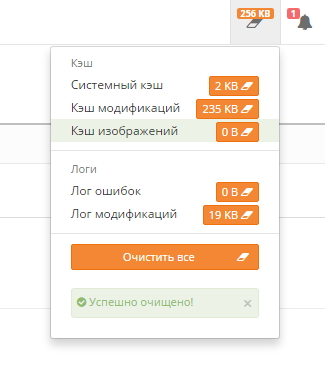 256 KB
1
Кэш
Системный кэш 2 KB
Кэш модификаций 235 KB
Кэш изображений 0 B
Логи
Лог ошибок 0 B
Лог модификаций 19 KB
Очистить все
Успешно очищено! ×